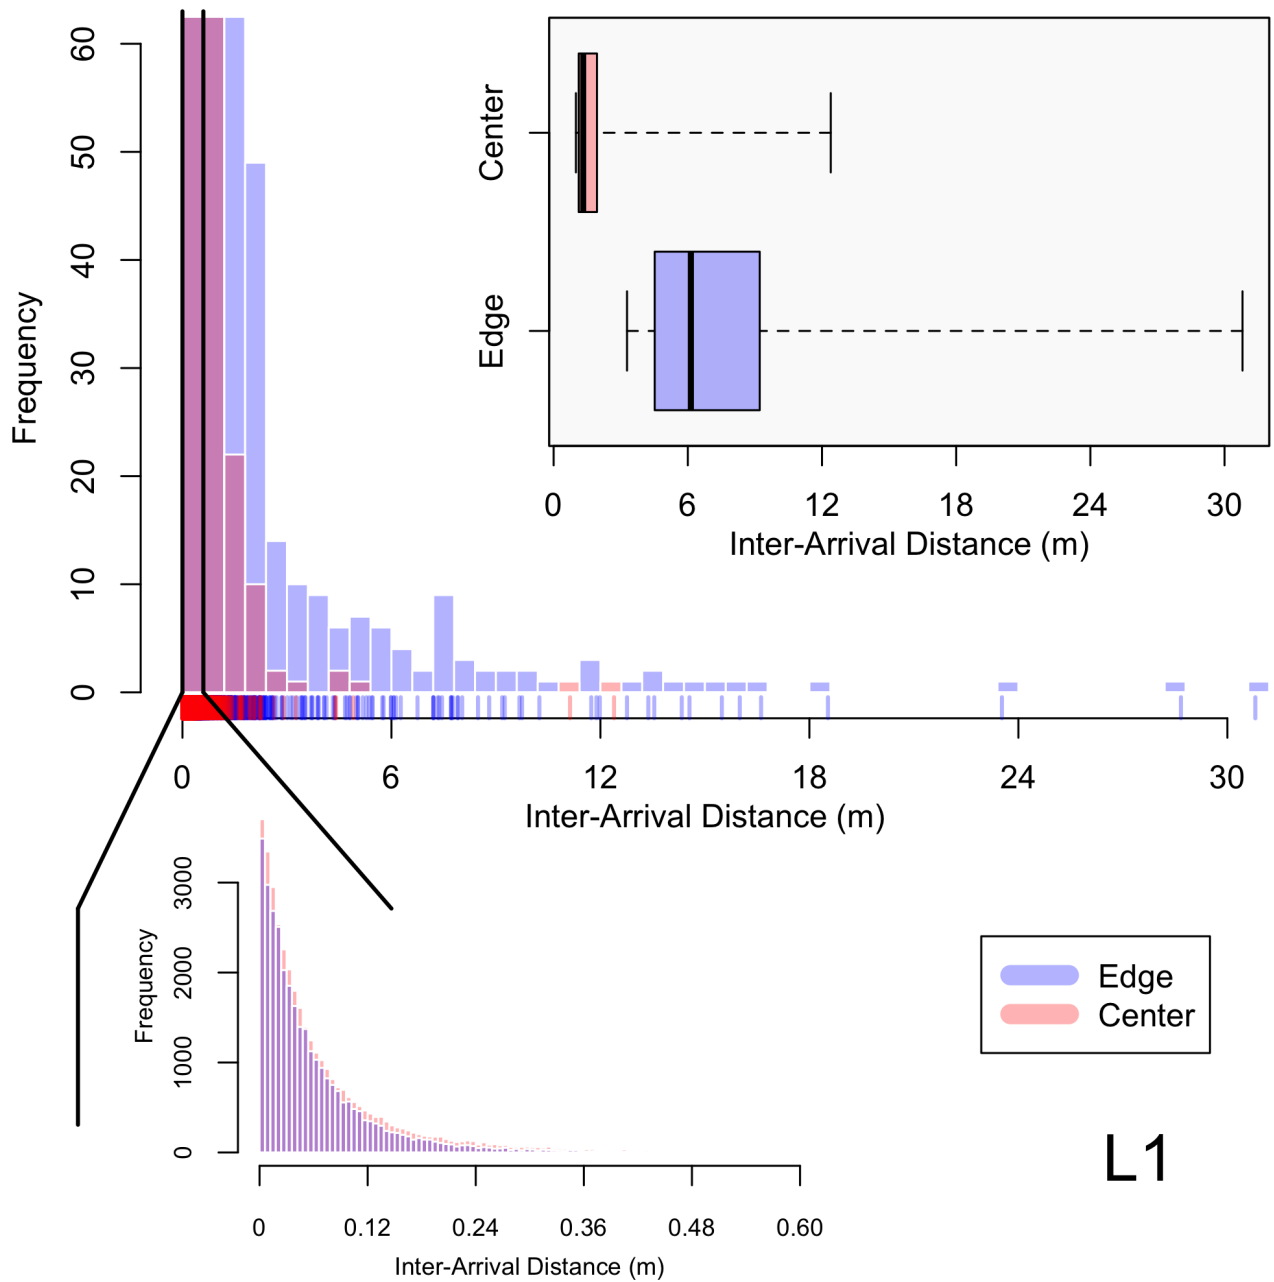 Frequency
60
50
40
30
20
10
0
Center
Edge
0 6 12 18 24 30
Inter-Arrival Distance (m)
0 6 12 18 24 30
Inter-Arrival Distance (m)
Frequency
3000
2000
1000
0
0 0.12 0.24 0.36 0.48 0.60
Inter-Arrival Distance (m)
Edge
Center
L1